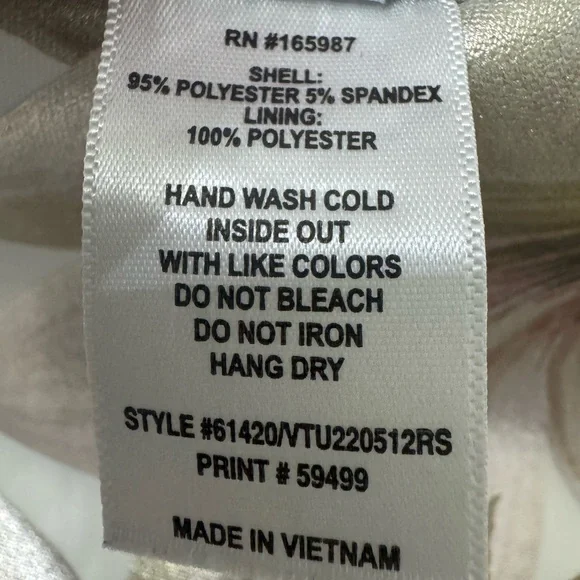 RN #165987
SHELL:
95% POLYESTER 5% SPANDEX
LINING:
100% POLYESTER
HAND WASH COLD
INSIDE OUT
WITH LIKE COLORS
DO NOT BLEACH
DO NOT IRON
HANG DRY
STYLE #61420/VTU220512RS
PRINT # 59499
MADE IN VIETNAM